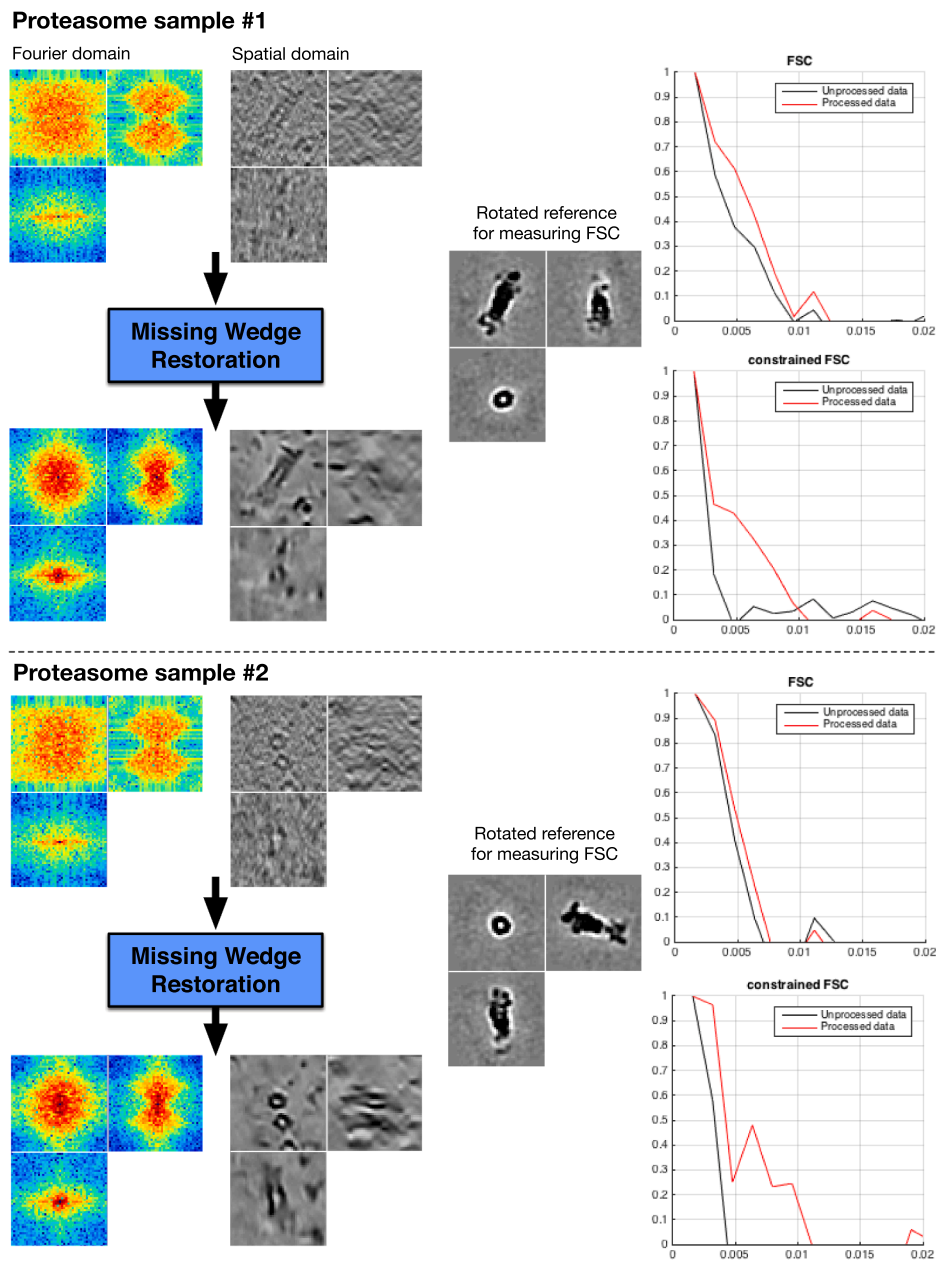 Proteasome sample #1
Fourier domain
Spatial domain
Missing Wedge
Restoration
Rotated reference
for measuring FSC
FSC
Unprocessed data
Processed data
1
0.9
0.8
0.7
0.6
0.5
0.4
0.3
0.2
0.1
0
0
0.005
0.01
0.015
0.02
constrained FSC
Unprocessed data
Processed data
1
0.9
0.8
0.7
0.6
0.5
0.4
0.3
0.2
0.1
0
0
0.005
0.01
0.015
0.02
Proteasome sample #2
Missing Wedge
Restoration
Rotated reference
for measuring FSC
FSC
Unprocessed data
Processed data
1
0.9
0.8
0.7
0.6
0.5
0.4
0.3
0.2
0.1
0
0
0.005
0.01
0.015
0.02
constrained FSC
Unprocessed data
Processed data
1
0.9
0.8
0.7
0.6
0.5
0.4
0.3
0.2
0.1
0
0
0.005
0.01
0.015
0.02